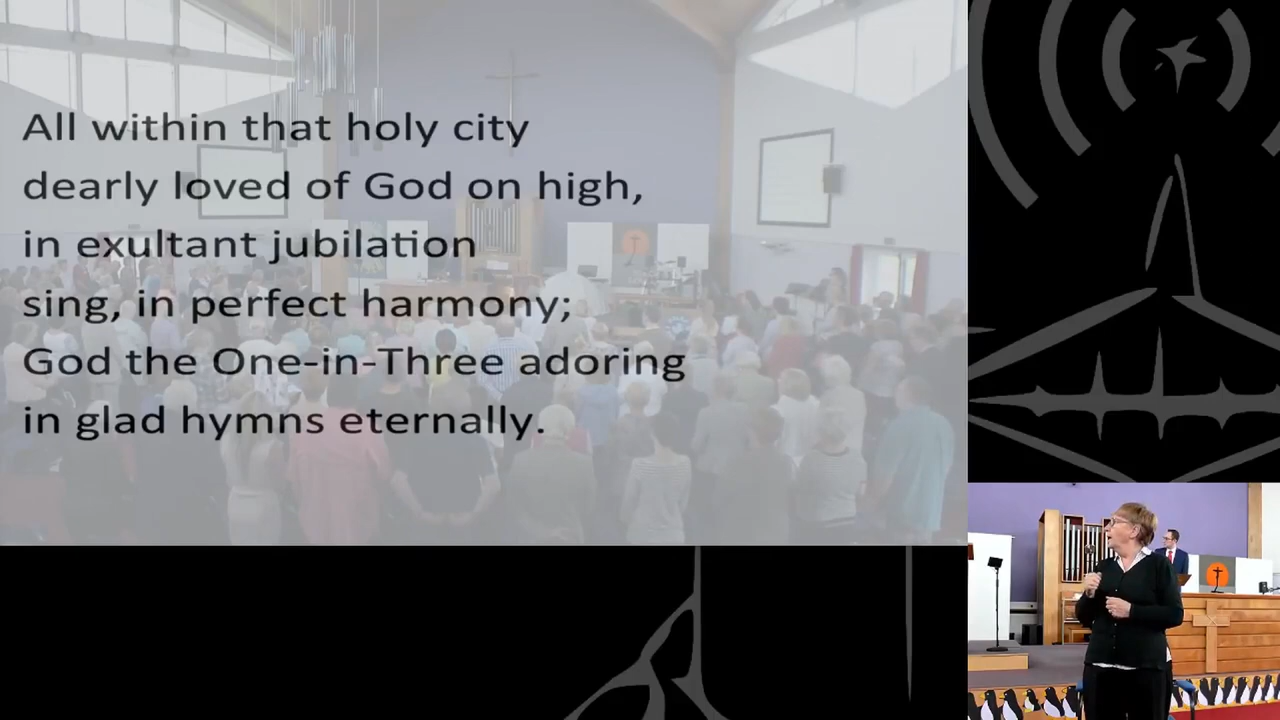 All within that holy city
dearly loved of God on high,
in exultant jubilation
sing, in perfect harmony;
God the One-in-Three adoring
in glad hymns eternally.